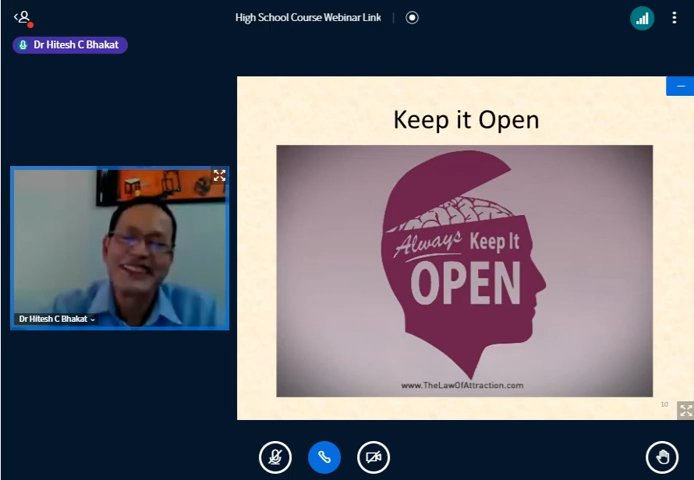 High School Course Webinar Link
Dr Hitesh C Bhakat
Keep it Open
Always Keep It
OPEN
www.TheLawOfAttraction.com
10
Dr Hitesh C Bhakat